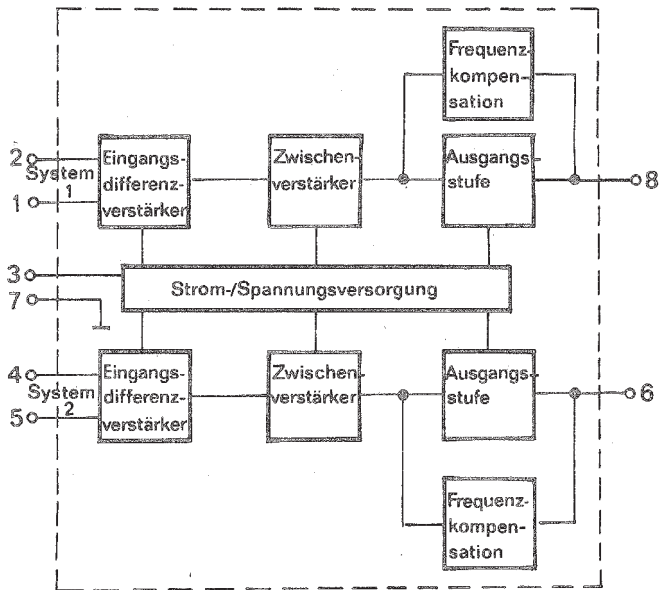 Frequenz-
kompen-
sation
2
System
1
1
Eingangs-
differenz-
verstärker
Zwischen-
verstärker
Ausgangs-
stufe
8
3
Strom-/Spannungsversorgung
7
4
System
2
5
Eingangs-
differenz-
verstärker
Zwischen-
verstärker
Ausgangs-
stufe
6
Frequenz-
kompen-
sation